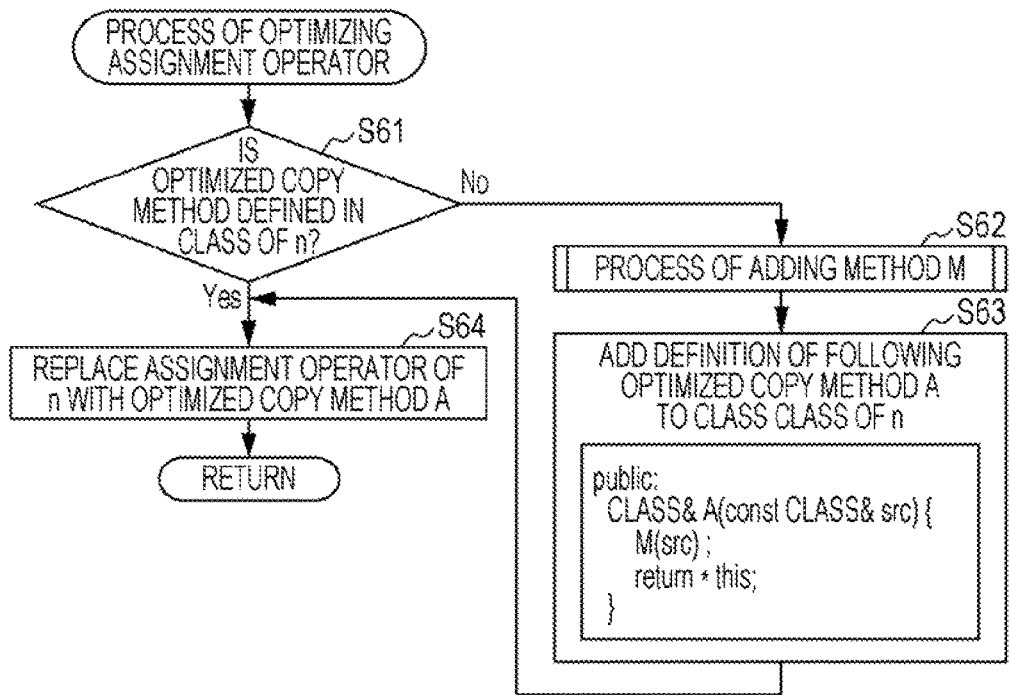 PROCESS OF OPTIMIZING
ASSIGNMENT OPERATOR
S61
IS
OPTIMIZED COPY
METHOD DEFINED IN
CLASS OF n?
No
Yes
S62
PROCESS OF ADDING METHOD M
S63
ADD DEFINITION OF FOLLOWING
OPTIMIZED COPY METHOD A
TO CLASS CLASS OF n
public:
CLASS& A(const CLASS& src) {
M(src) ;
return * this;
}
S64
REPLACE ASSIGNMENT OPERATOR OF
n WITH OPTIMIZED COPY METHOD A
RETURN